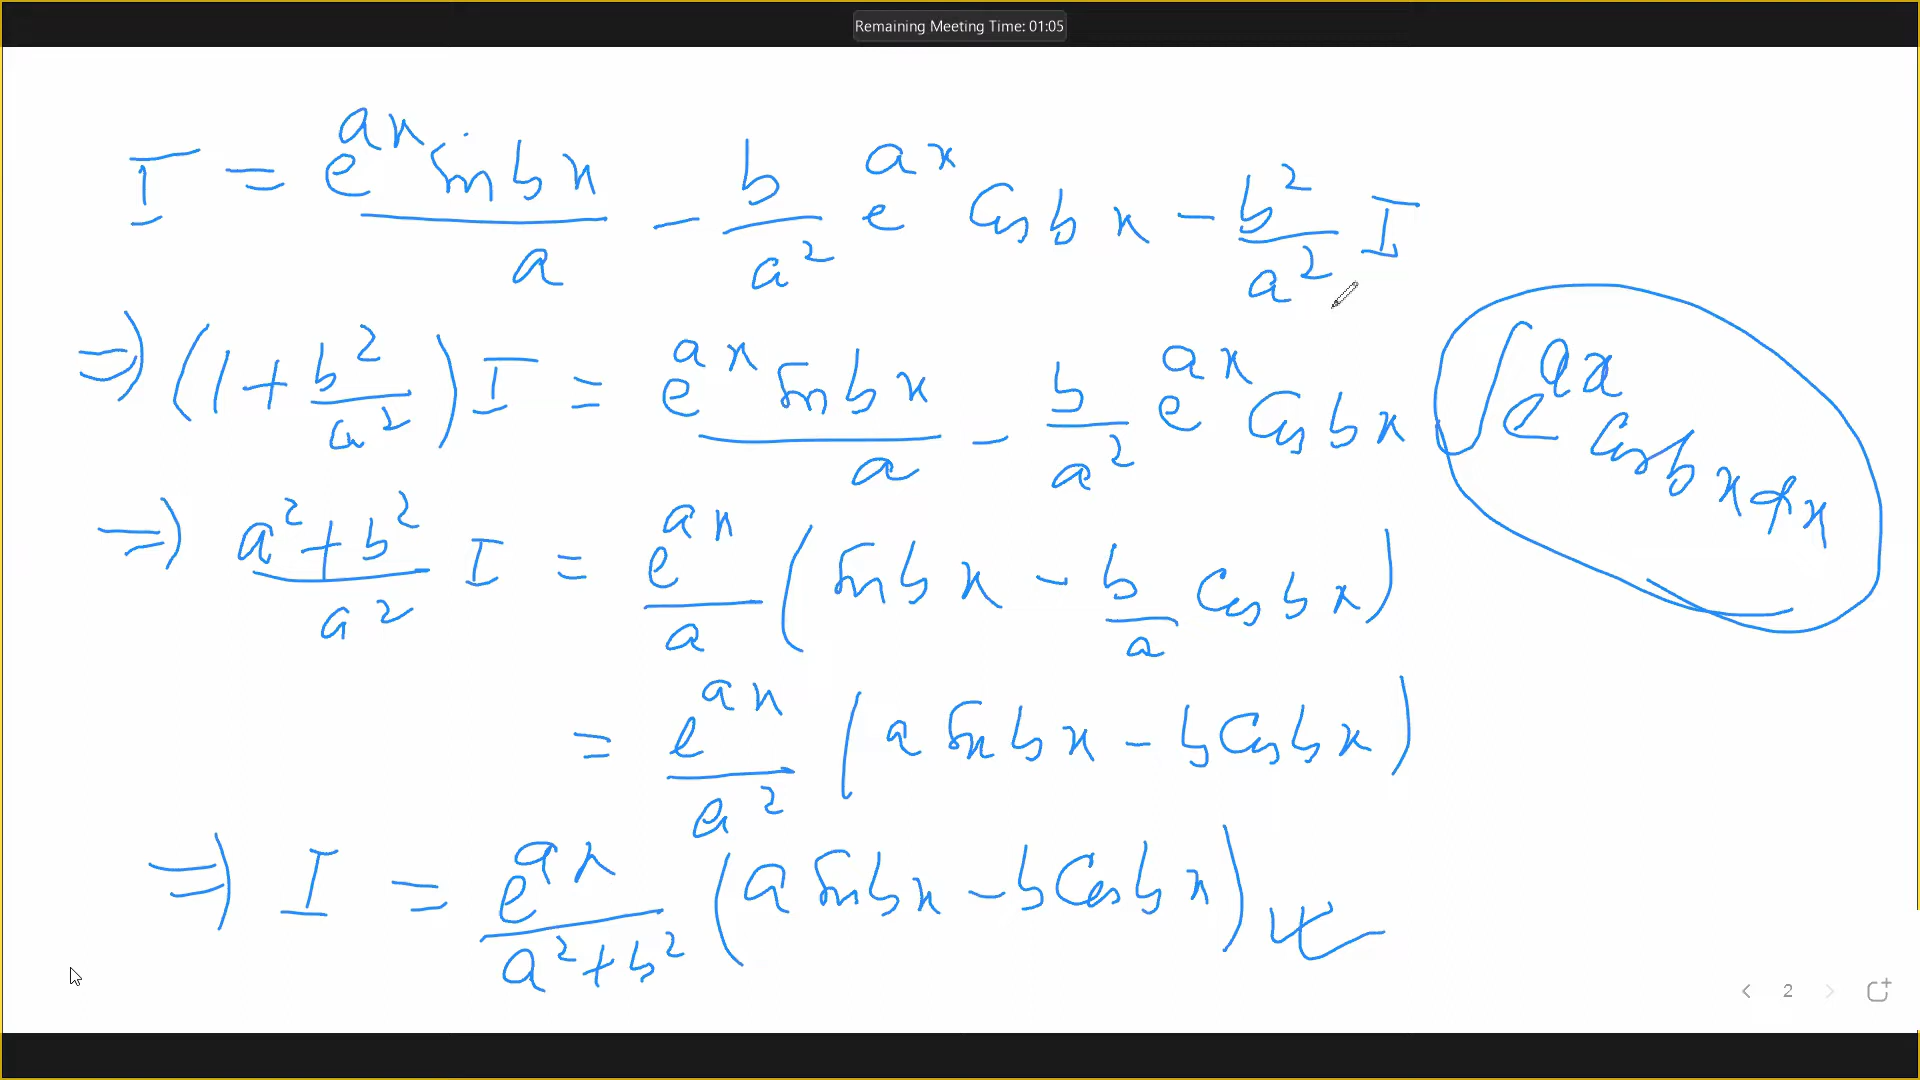 Remaining Meeting Time: 01:05
I = e^{ax} sin bx / a - b/a² e^{ax} Cos bx - b²/a² I
⇒ (1 + b²/a²) I = e^{ax} sin bx / a - b/a² e^{ax} Cos bx
∫ e^{ax} Cos bx dx
⇒ a²+b²/a² I = e^{ax}/a (sin bx - b/a Cos bx)
= e^{ax}/a² (a sin bx - b Cos bx)
⇒ I = e^{ax}/a²+b² (a sin bx - b Cos bx)
2